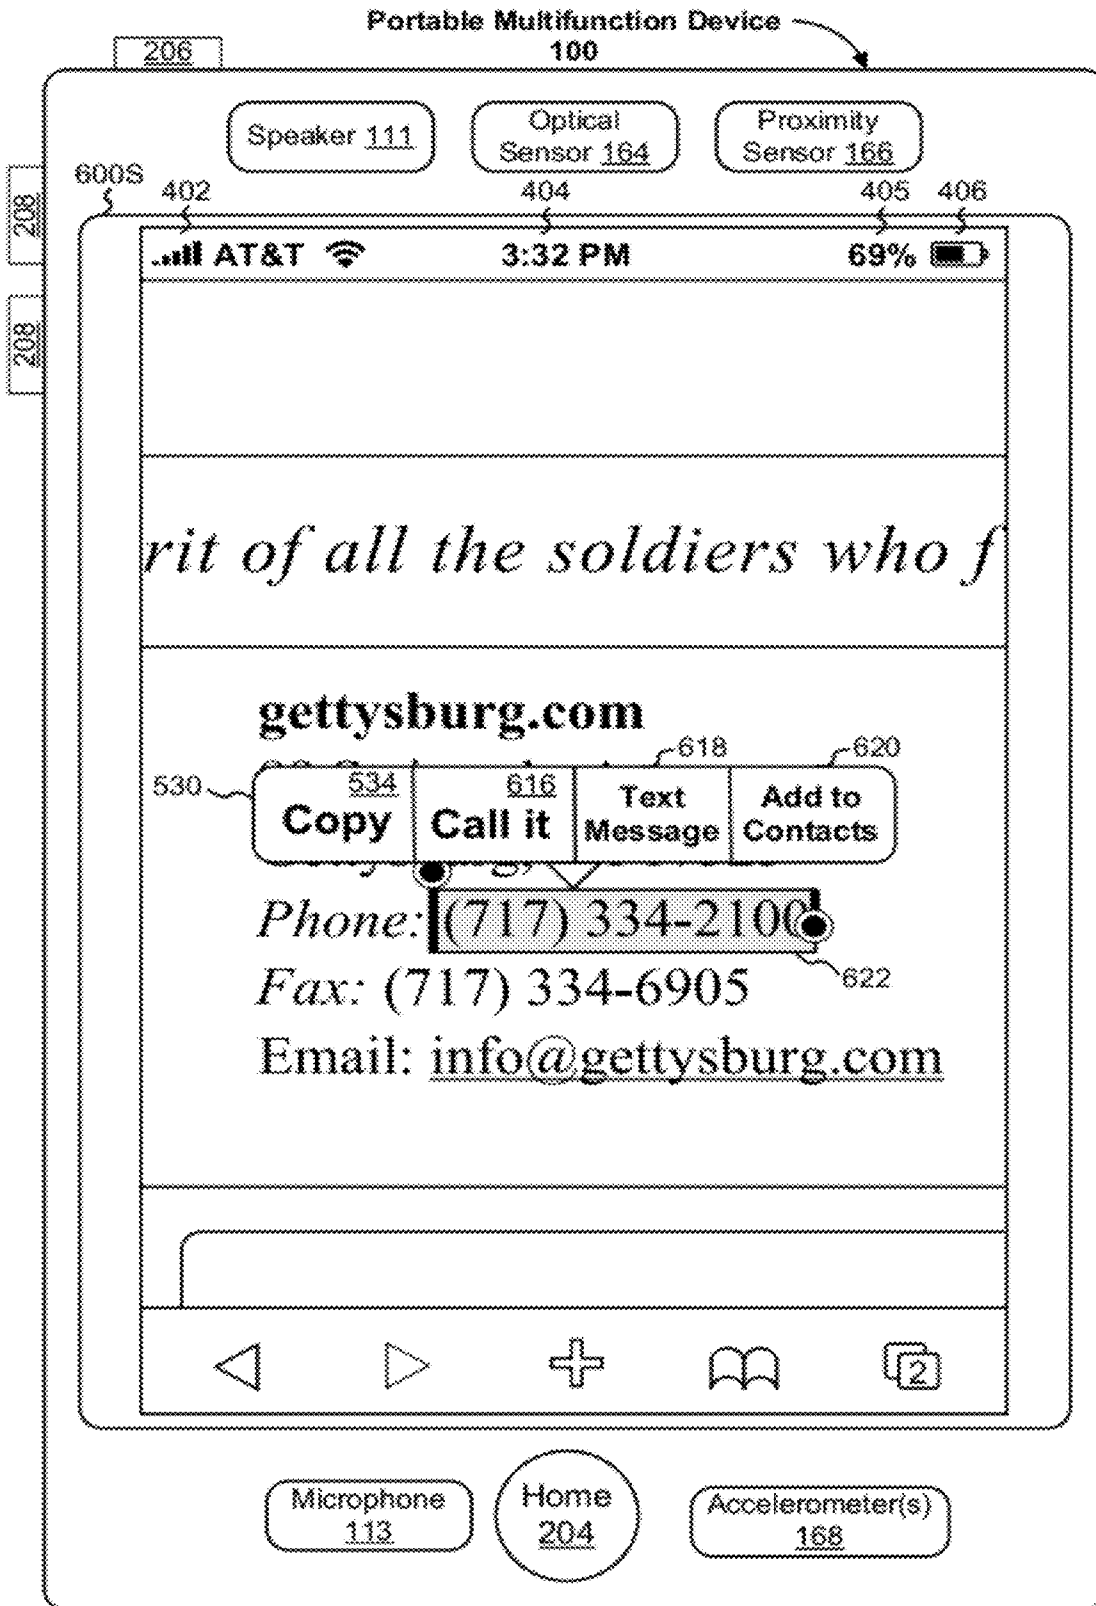 Portable Multifunction Device
100
206
Speaker 111
Optical
Sensor 164
Proximity
Sensor 166
208
208
600S
402
404
405
406
AT&T
3:32 PM
69%
rit of all the soldiers who f
gettysburg.com
618
620
530
534
Copy
616
Call it
Text
Message
Add to
Contacts
Phone: (717) 334-2100
622
Fax: (717) 334-6905
Email: info@gettysburg.com
2
Microphone
113
Home
204
Accelerometer(s)
168